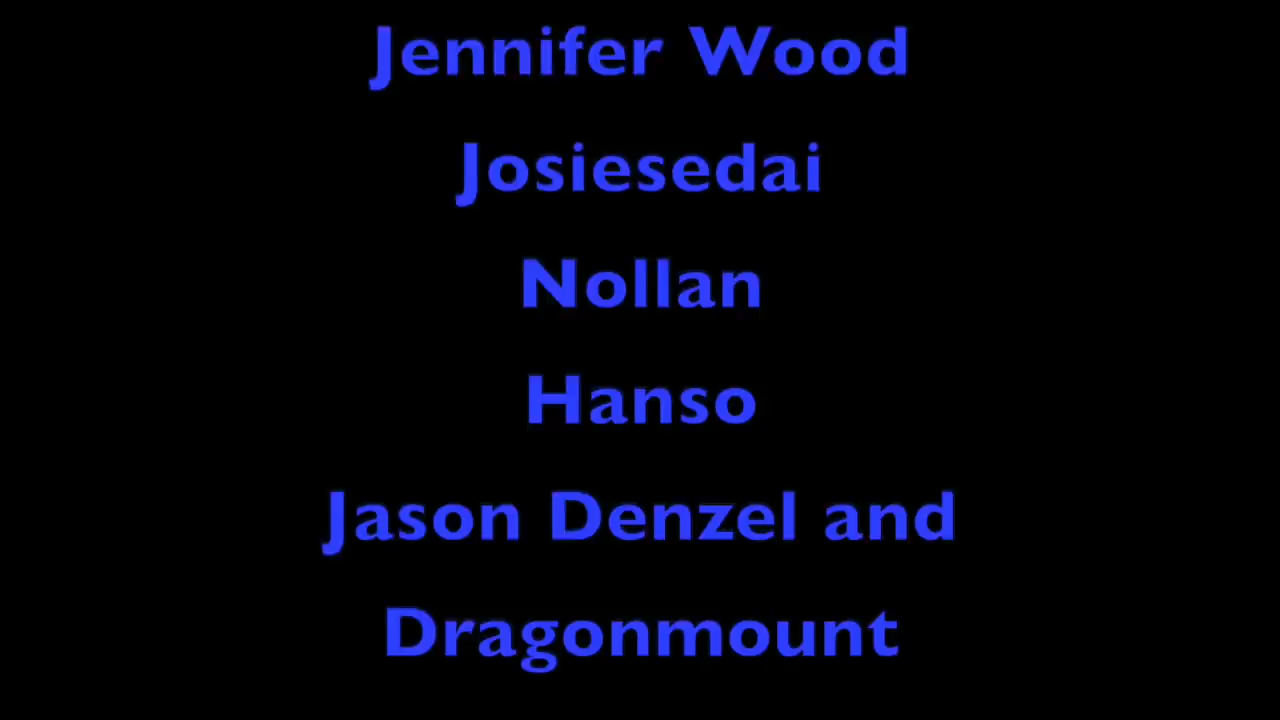 Jennifer Wood
Josiesedai
Nollan
Hanso
Jason Denzel and
Dragonmount